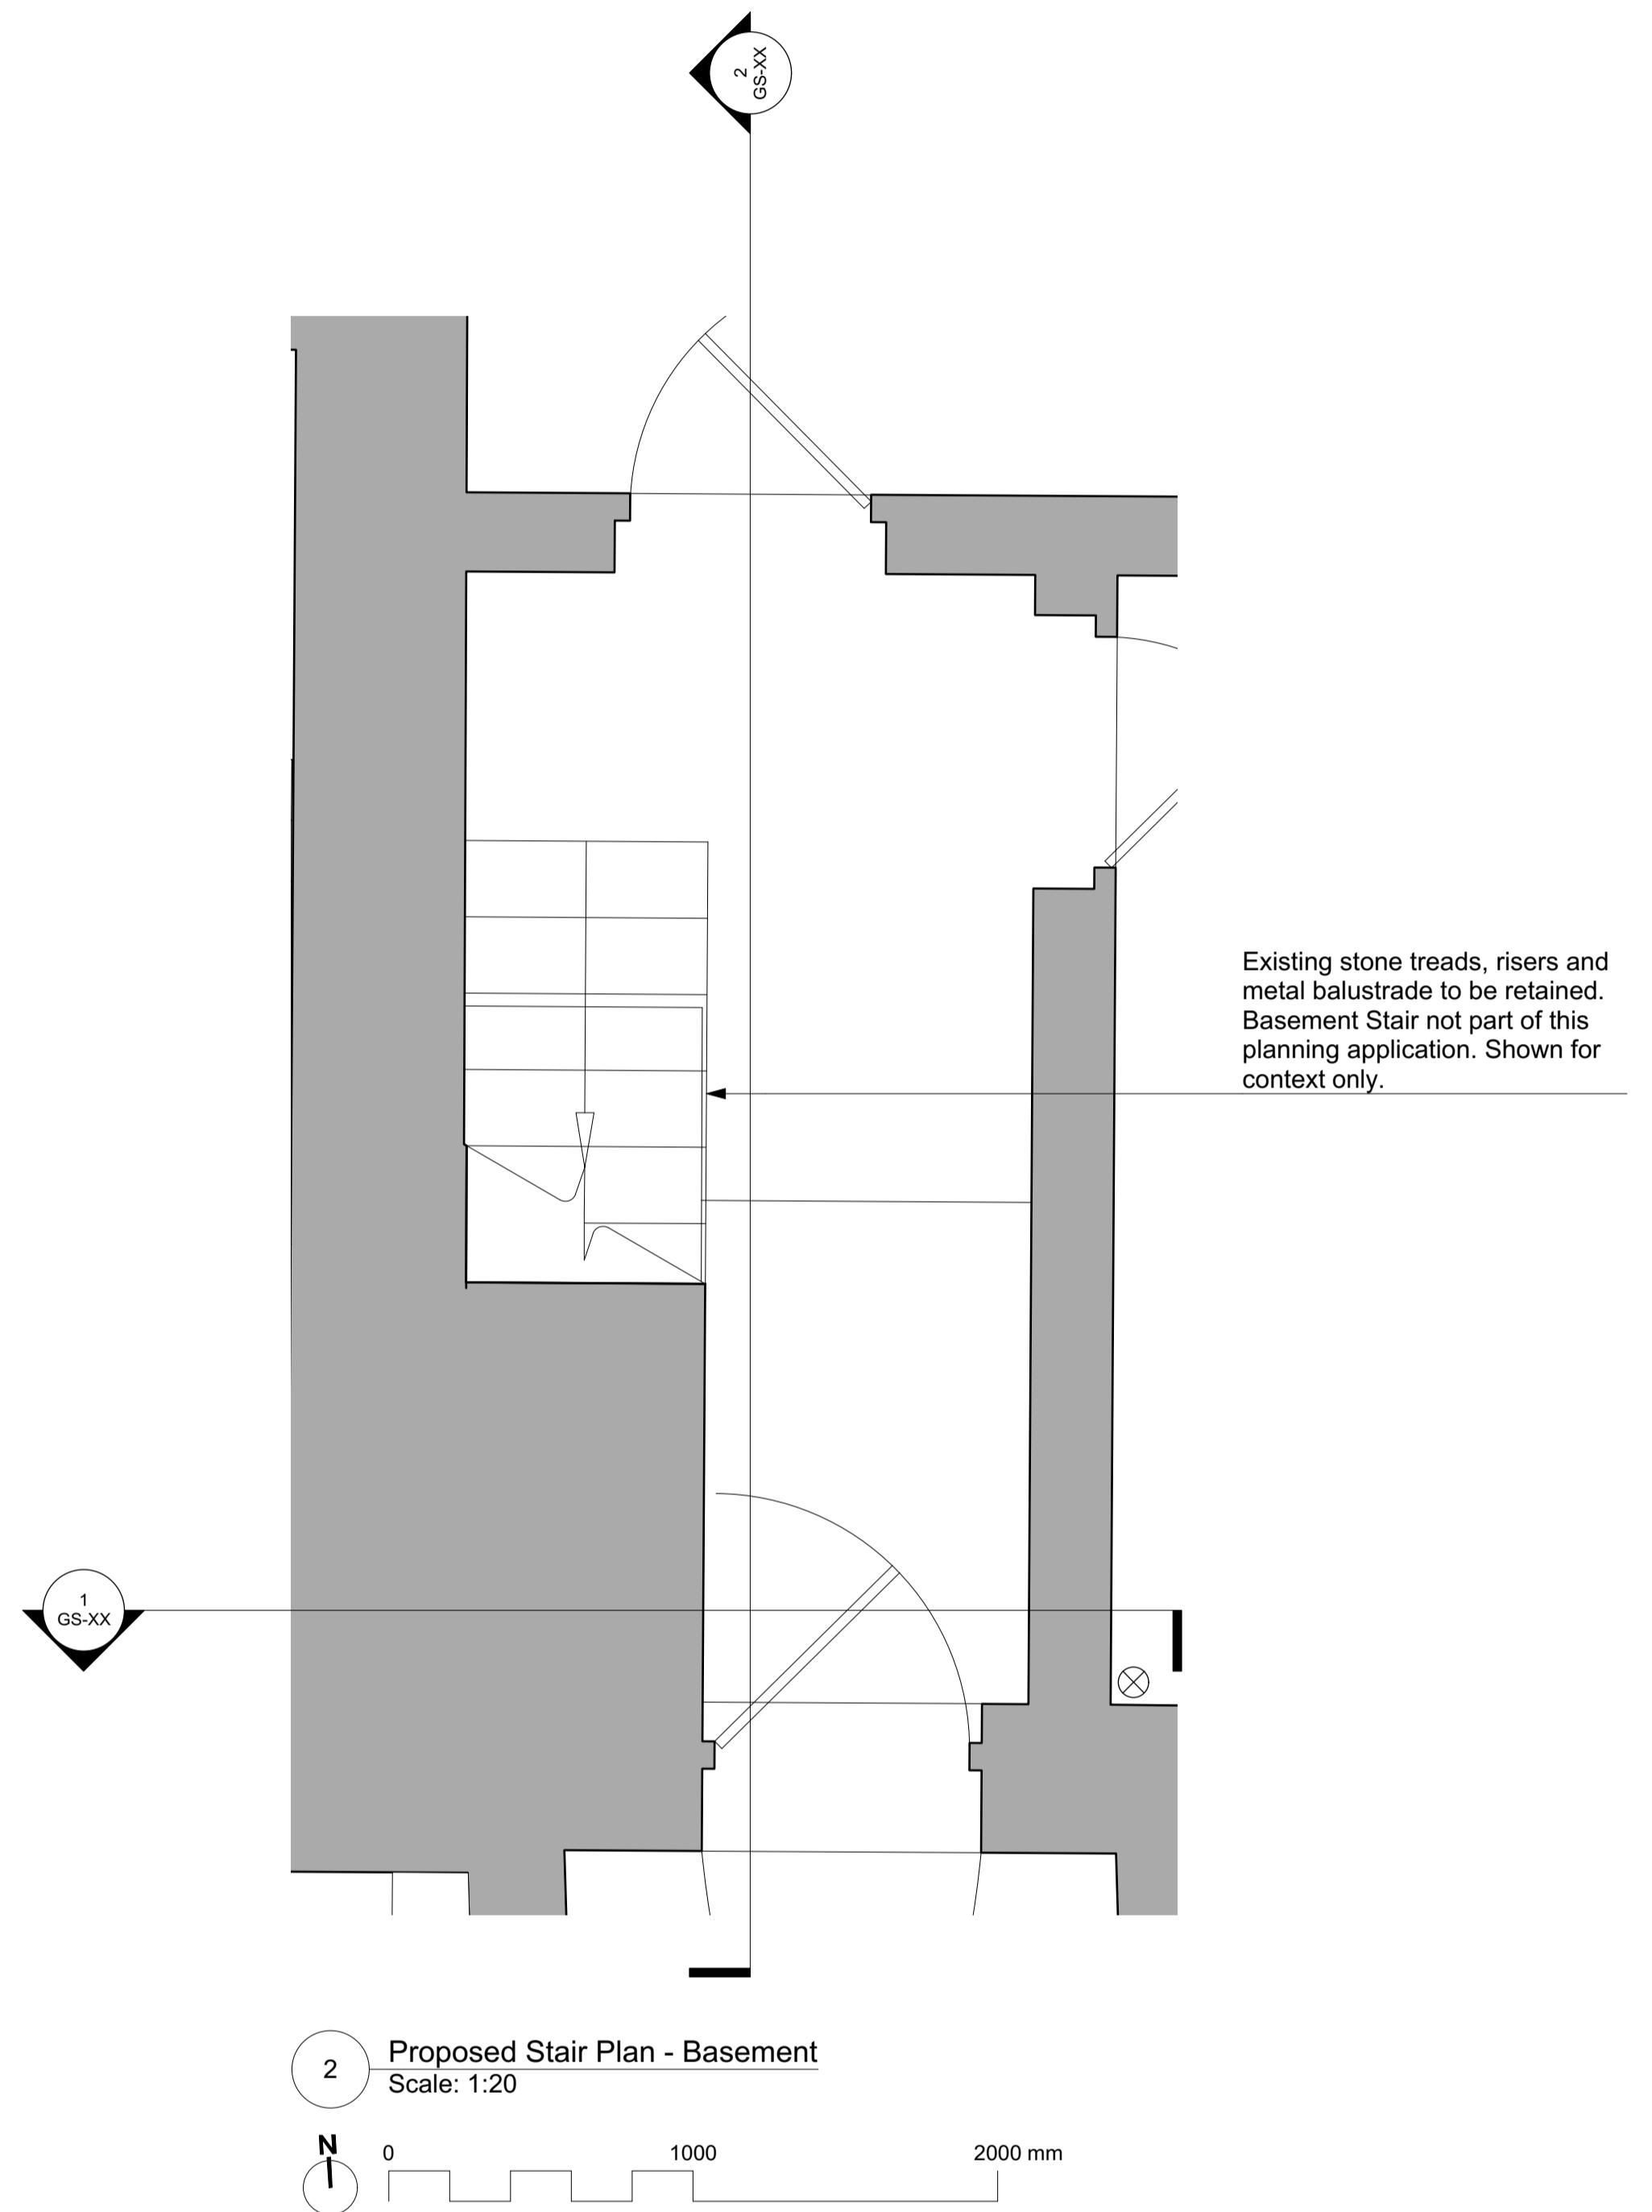 2
GS-XX
Existing stone treads, risers and
metal balustrade to be retained.
Basement Stair not part of this
planning application. Shown for
context only.
1
GS-XX
2
Proposed Stair Plan - Basement
Scale: 1:20
N
0 1000 2000 mm